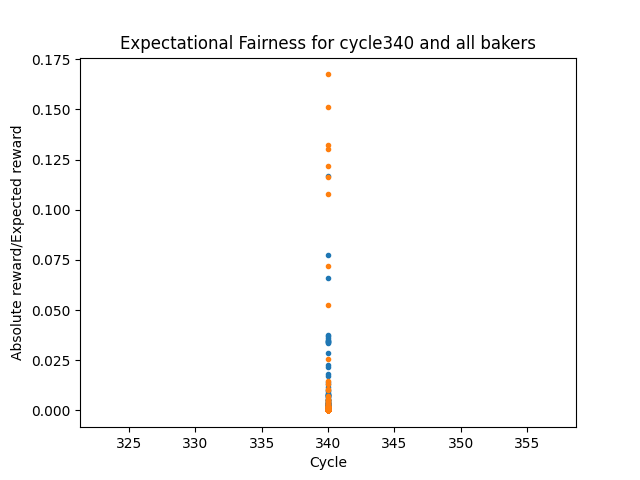 Expectational Fairness for cycle340 and all bakers
Absolute reward/Expected reward
0.175
0.150
0.125
0.100
0.075
0.050
0.025
0.000
325 330 335 340 345 350 355
Cycle